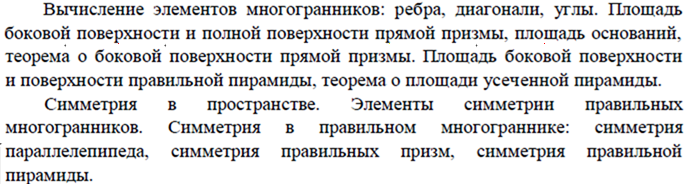 Вычисление элементов многогранников: ребра, диагонали, углы. Площадь
боковой поверхности и полной поверхности прямой призмы, площадь оснований,
теорема о боковой поверхности прямой призмы. Площадь боковой поверхности
и поверхности правильной пирамиды, теорема о площади усеченной пирамиды.
Симметрия в пространстве. Элементы симметрии правильных
многогранников. Симметрия в правильном многограннике: симметрия
параллелепипеда, симметрия правильных призм, симметрия правильной
пирамиды.